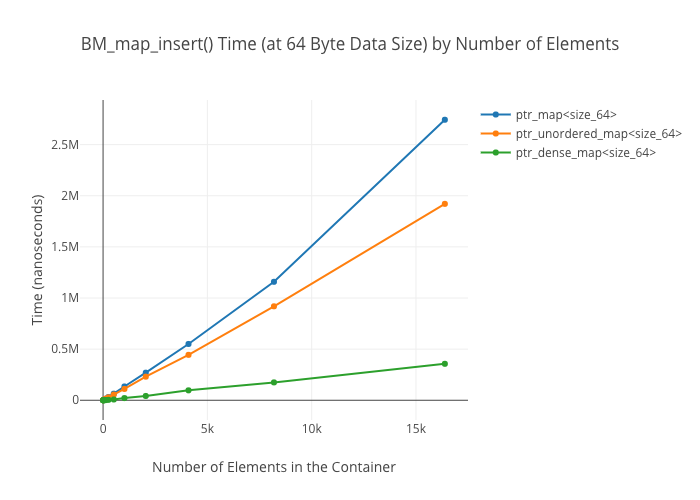 BM_map_insert() Time (at 64 Byte Data Size) by Number of Elements
ptr_map<size_64>
ptr_unordered_map<size_64>
ptr_dense_map<size_64>
Time (nanoseconds)
2.5M
2M
1.5M
1M
0.5M
0
0
5k
10k
15k
Number of Elements in the Container